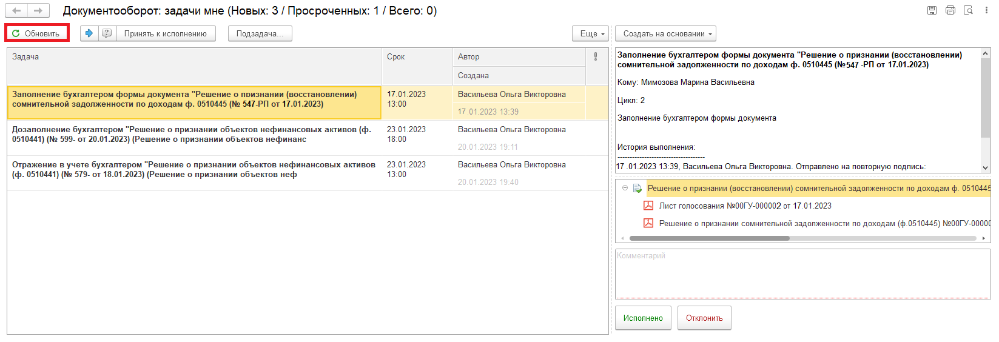 Документооборот: задачи мне (Новых: 3 / Просроченных: 1 / Всего: 0)
Обновить
Принять к исполнению
Подзадача...
Еще
Создать на основании
Задача
Срок
Автор
Создана
Заполнение бухгалтером формы документа "Решение о признании (восстановлении)
сомнительной задолженности по доходам ф. 0510445 (№ 547-РП от 17.01.2023)
17.01.2023
13:00
Васильева Ольга Викторовна
17 .01.2023 13:39
Дозаполнение бухгалтером "Решение о признании объектов нефинансовых активов (ф.
0510441) (№ 599- от 20.01.2023) (Решение о признании объектов нефинанс
23.01.2023
18:00
Васильева Ольга Викторовна
20.01.2023 19:11
Отражение в учете бухгалтером "Решение о признании объектов нефинансовых активов
(ф. 0510441) (№ 579- от 18.01.2023) (Решение о признании объектов неф
23.01.2023
13:00
Васильева Ольга Викторовна
20.01.2023 19:40
Заполнение бухгалтером формы документа "Решение о признании (восстановлении)
сомнительной задолженности по доходам ф. 0510445 (№547 -РП от 17.01.2023)
Кому: Мимозова Марина Васильевна
Цикл: 2
Заполнение бухгалтером формы документа
История выполнения:
------------------------------------
17 .01.2023 13:39, Васильева Ольга Викторовна. Отправлено на повторную подпись:
Решение о признании (восстановлении) сомнительной задолженности по доходам ф. 0510445
Лист голосования №00ГУ-000002 от 17.01.2023
Решение о признании сомнительной задолженности по доходам (ф.0510445) №00ГУ-00000
Комментарий
Исполнено
Отклонить